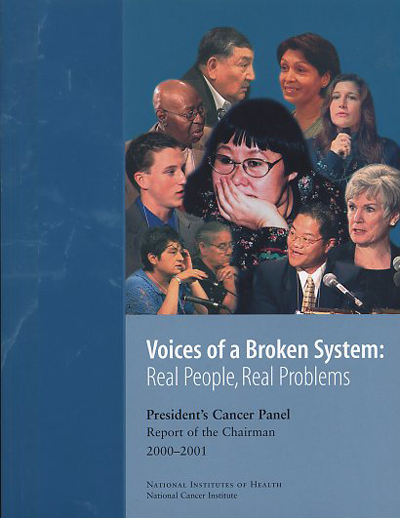 Voices of a Broken System:
Real People, Real Problems
President's Cancer Panel
Report of the Chairman
2000–2001
National Institutes of Health
National Cancer Institute